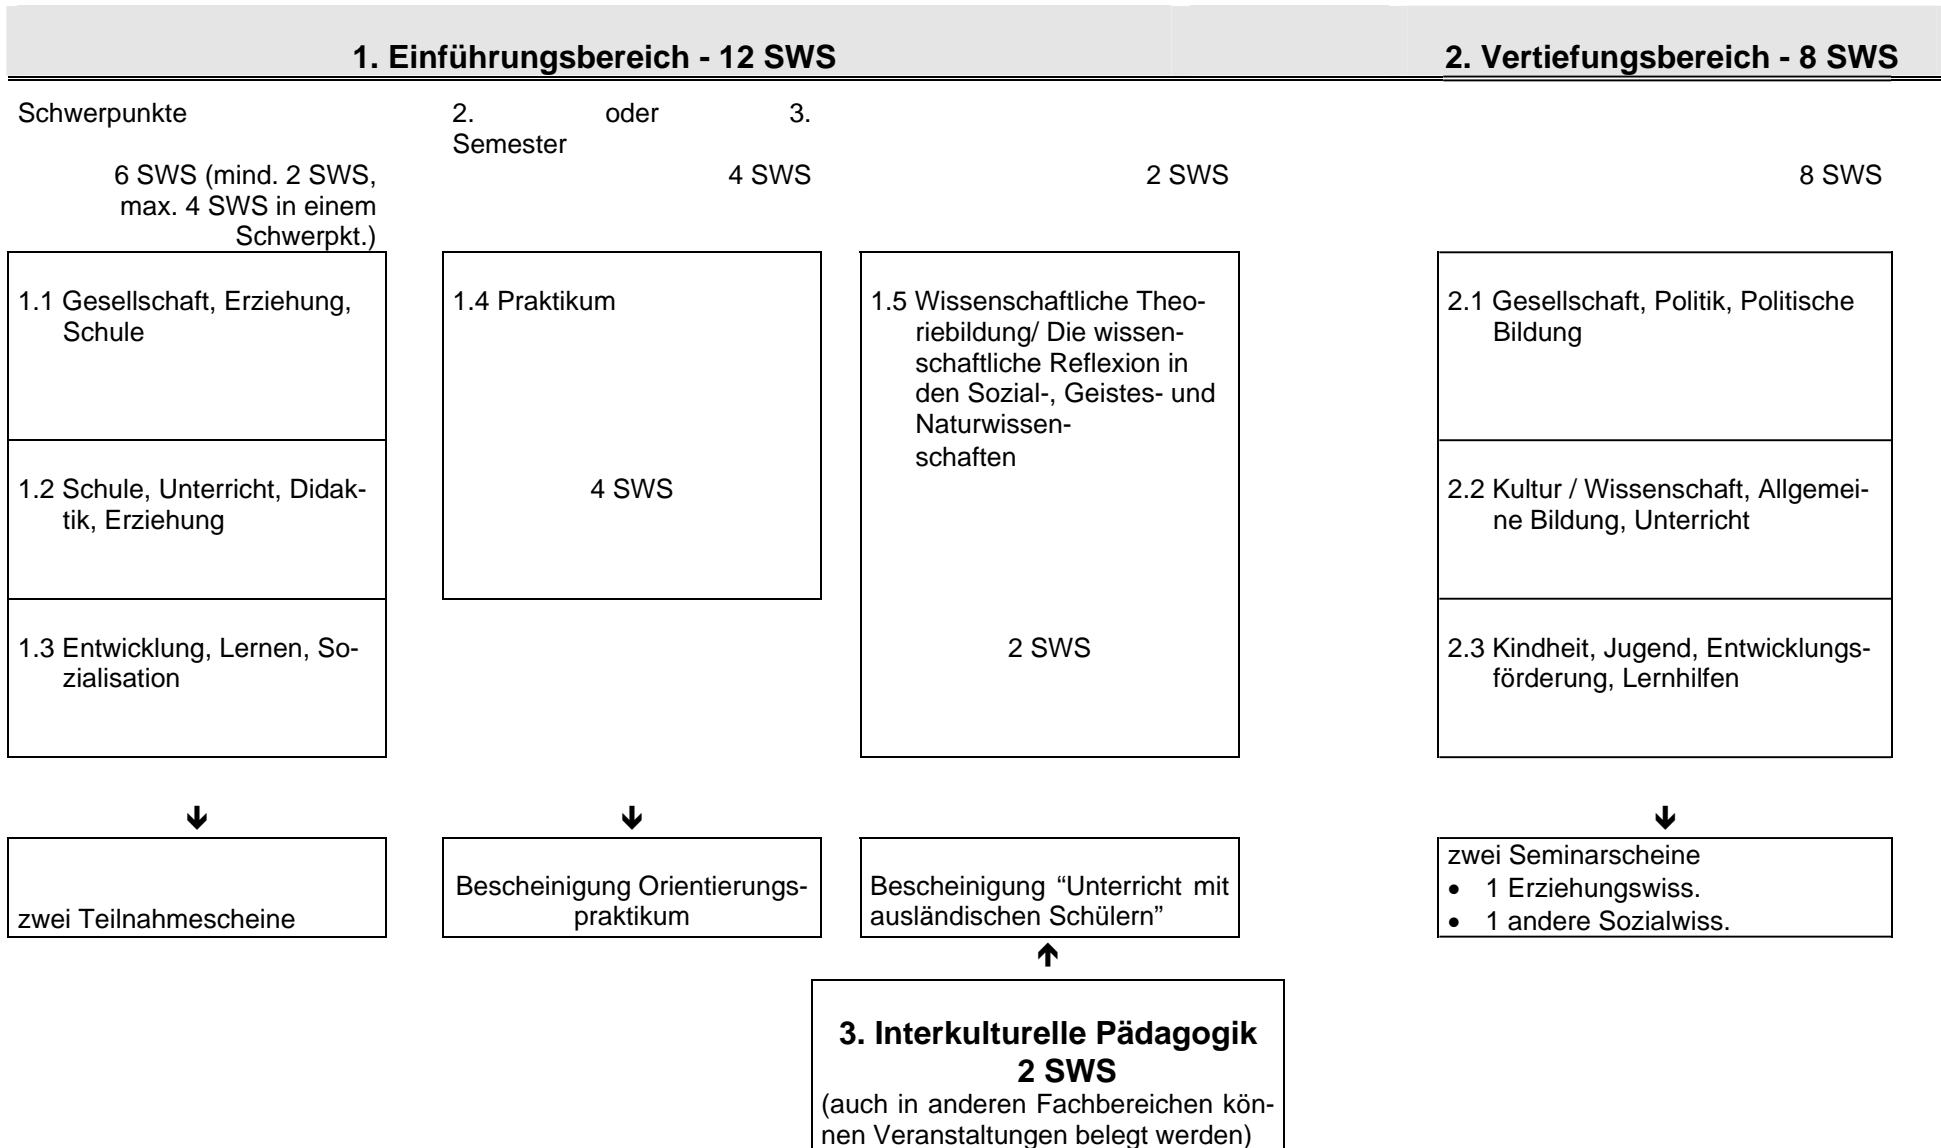 1. Einführungsbereich - 12 SWS
2. Vertiefungsbereich - 8 SWS
Schwerpunkte
6 SWS (mind. 2 SWS,
max. 4 SWS in einem
Schwerpkt.)
2. oder 3.
Semester
4 SWS
2 SWS
8 SWS
1.1 Gesellschaft, Erziehung,
Schule
1.2 Schule, Unterricht, Didak-
tik, Erziehung
1.3 Entwicklung, Lernen, So-
zialisation
1.4 Praktikum
4 SWS
1.5 Wissenschaftliche Theo-
riebildung/ Die wissen-
schaftliche Reflexion in
den Sozial-, Geistes- und
Naturwissen-
schaften
2 SWS
2.1 Gesellschaft, Politik, Politische
Bildung
2.2 Kultur / Wissenschaft, Allgemei-
ne Bildung, Unterricht
2.3 Kindheit, Jugend, Entwicklungs-
förderung, Lernhilfen
zwei Teilnahmescheine
Bescheinigung Orientierungs-
praktikum
Bescheinigung “Unterricht mit
ausländischen Schülern”
zwei Seminarscheine
• 1 Erziehungswiss.
• 1 andere Sozialwiss.
3. Interkulturelle Pädagogik
2 SWS
(auch in anderen Fachbereichen kön-
nen Veranstaltungen belegt werden)